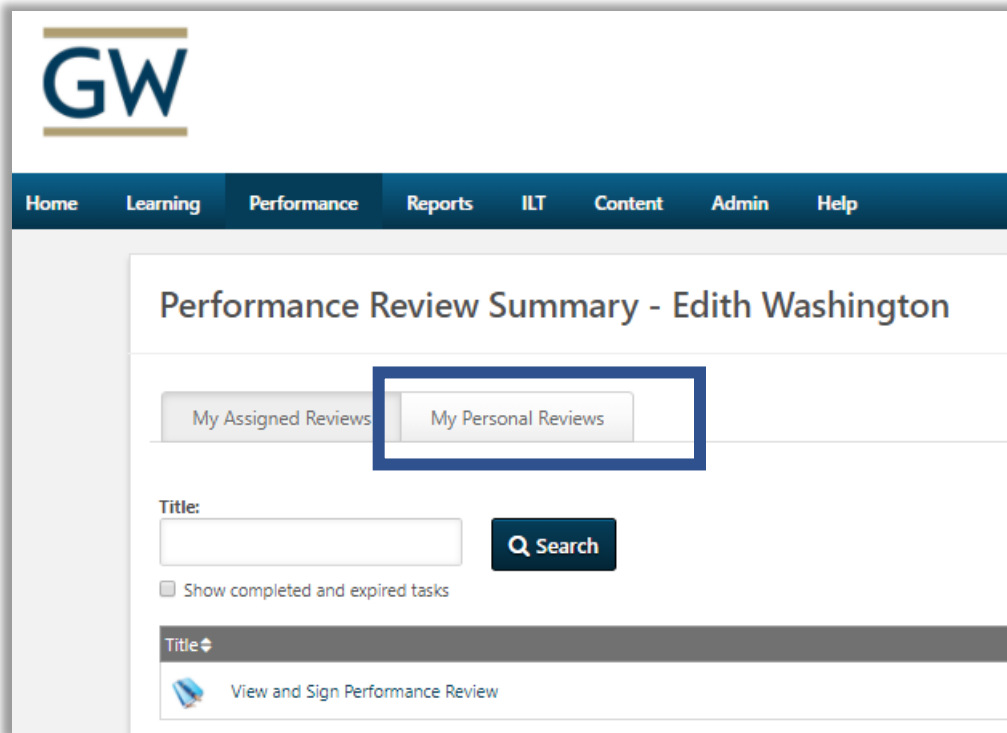 GW
Home Learning Performance Reports ILT Content Admin Help
Performance Review Summary - Edith Washington
My Assigned Reviews My Personal Reviews
Title:
Search
Show completed and expired tasks
Title
View and Sign Performance Review